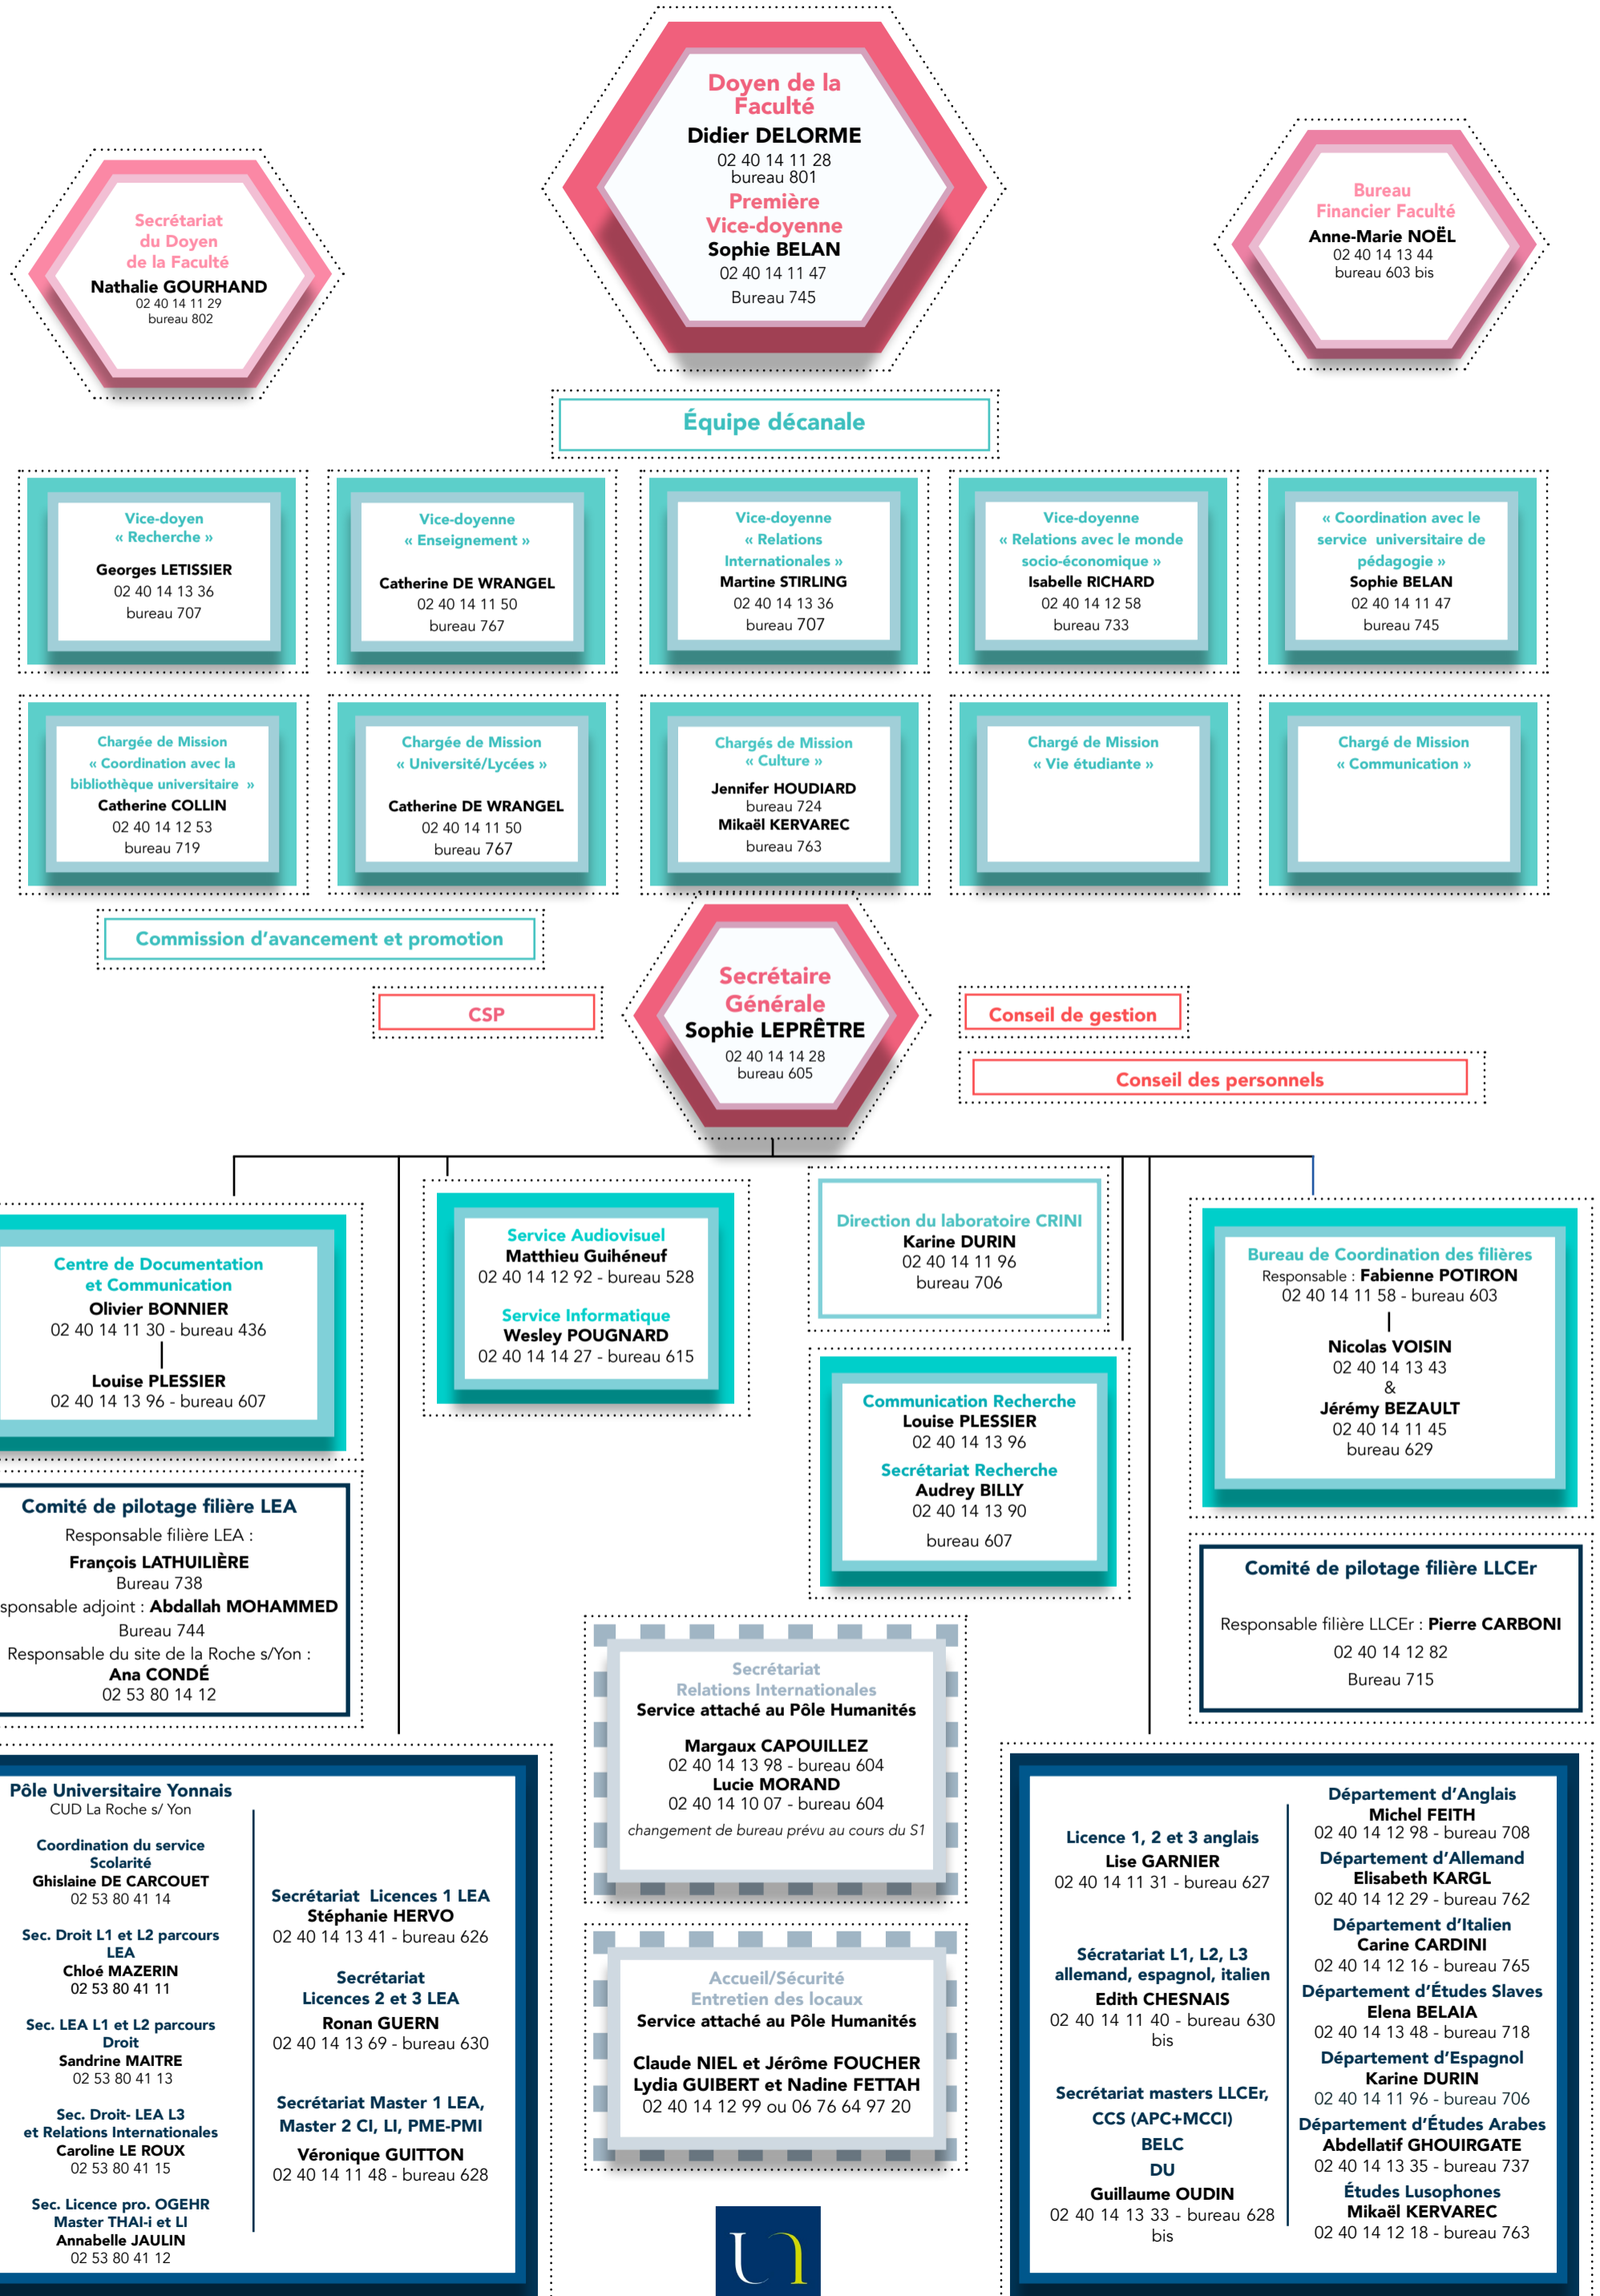 Doyen de la
Faculté
Didier DELORME
02 40 14 11 28
bureau 801
Première
Vice-doyenne
Sophie BELAN
02 40 14 11 47
Bureau 745
Secrétariat
du Doyen
de la Faculté
Nathalie GOURHAND
02 40 14 11 29
bureau 802
Bureau
Financier Faculté
Anne-Marie NOËL
02 40 14 13 44
bureau 603 bis
Équipe décanale
Vice-doyen
« Recherche »
Georges LETISSIER
02 40 14 13 36
bureau 707
Vice-doyenne
« Enseignement »
Catherine DE WRANGEL
02 40 14 11 50
bureau 767
Vice-doyenne
« Relations
Internationales »
Martine STIRLING
02 40 14 13 36
bureau 707
Vice-doyenne
« Relations avec le monde
socio-économique »
Isabelle RICHARD
02 40 14 12 58
bureau 733
« Coordination avec le
service universitaire de
pédagogie »
Sophie BELAN
02 40 14 11 47
bureau 745
Chargée de Mission
« Coordination avec la
bibliothèque universitaire »
Catherine COLLIN
02 40 14 12 53
bureau 719
Chargée de Mission
« Université/Lycées »
Catherine DE WRANGEL
02 40 14 11 50
bureau 767
Chargés de Mission
« Culture »
Jennifer HOUDIARD
bureau 724
Mikaël KERVAREC
bureau 763
Chargé de Mission
« Vie étudiante »
Chargé de Mission
« Communication »
Commission d'avancement et promotion
CSP
Secrétaire
Générale
Sophie LEPRÊTRE
02 40 14 14 28
bureau 605
Conseil de gestion
Conseil des personnels
Centre de Documentation
et Communication
Olivier BONNIER
02 40 14 11 30 - bureau 436
Louise PLESSIER
02 40 14 13 96 - bureau 607
Service Audiovisuel
Matthieu Guihéneuf
02 40 14 12 92 - bureau 528
Service Informatique
Wesley POUGNARD
02 40 14 14 27 - bureau 615
Direction du laboratoire CRINI
Karine DURIN
02 40 14 11 96
bureau 706
Communication Recherche
Louise PLESSIER
02 40 14 13 96
Secrétariat Recherche
Audrey BILLY
02 40 14 13 90
bureau 607
Bureau de Coordination des filières
Responsable : Fabienne POTIRON
02 40 14 11 58 - bureau 603
Nicolas VOISIN
02 40 14 13 43
&
Jérémy BEZAULT
02 40 14 11 45
bureau 629
Comité de pilotage filière LEA
Responsable filière LEA :
François LATHUILIÈRE
Bureau 738
sponsable adjoint : Abdallah MOHAMMED
Bureau 744
Responsable du site de la Roche s/Yon :
Ana CONDÉ
02 53 80 14 12
Comité de pilotage filière LLCEr
Responsable filière LLCEr : Pierre CARBONI
02 40 14 12 82
Bureau 715
Secrétariat
Relations Internationales
Service attaché au Pôle Humanités
Margaux CAPOUILLEZ
02 40 14 13 98 - bureau 604
Lucie MORAND
02 40 14 10 07 - bureau 604
changement de bureau prévu au cours du S1
Accueil/Sécurité
Entretien des locaux
Service attaché au Pôle Humanités
Claude NIEL et Jérôme FOUCHER
Lydia GUIBERT et Nadine FETTAH
02 40 14 12 99 ou 06 76 64 97 20
Pôle Universitaire Yonnais
CUD La Roche s/ Yon
Coordination du service
Scolarité
Ghislaine DE CARCOUET
02 53 80 41 14
Sec. Droit L1 et L2 parcours
LEA
Chloé MAZERIN
02 53 80 41 11
Sec. LEA L1 et L2 parcours
Droit
Sandrine MAITRE
02 53 80 41 13
Sec. Droit- LEA L3
et Relations Internationales
Caroline LE ROUX
02 53 80 41 15
Sec. Licence pro. OGEHR
Master THAI-i et LI
Annabelle JAULIN
02 53 80 41 12
Secrétariat Licences 1 LEA
Stéphanie HERVO
02 40 14 13 41 - bureau 626
Secrétariat
Licences 2 et 3 LEA
Ronan GUERN
02 40 14 13 69 - bureau 630
Secrétariat Master 1 LEA,
Master 2 CI, LI, PME-PMI
Véronique GUITTON
02 40 14 11 48 - bureau 628
Licence 1, 2 et 3 anglais
Lise GARNIER
02 40 14 11 31 - bureau 627
Sécratariat L1, L2, L3
allemand, espagnol, italien
Edith CHESNAIS
02 40 14 11 40 - bureau 630
bis
Secrétariat masters LLCEr,
CCS (APC+MCCI)
BELC
DU
Guillaume OUDIN
02 40 14 13 33 - bureau 628
bis
Département d'Anglais
Michel FEITH
02 40 14 12 98 - bureau 708
Département d'Allemand
Elisabeth KARGL
02 40 14 12 29 - bureau 762
Département d'Italien
Carine CARDINI
02 40 14 12 16 - bureau 765
Département d'Études Slaves
Elena BELAIA
02 40 14 13 48 - bureau 718
Département d'Espagnol
Karine DURIN
02 40 14 11 96 - bureau 706
Département d'Études Arabes
Abdellatif GHOUIRGATE
02 40 14 13 35 - bureau 737
Études Lusophones
Mikaël KERVAREC
02 40 14 12 18 - bureau 763